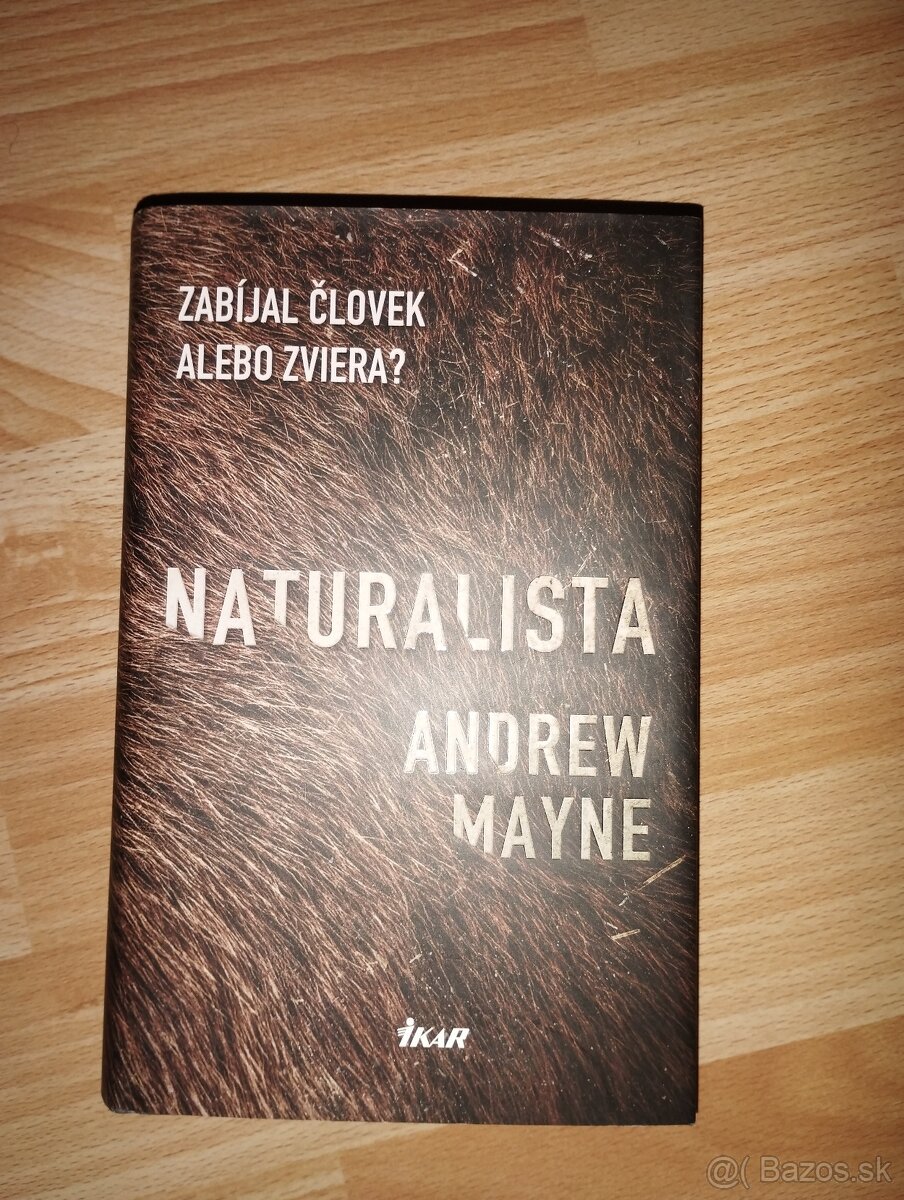 ZABÍJAL ČLOVEK
ALEBO ZVIERA?
NATURALISTA
ANDREW
MAYNE
iKAR
@( Bazos.sk